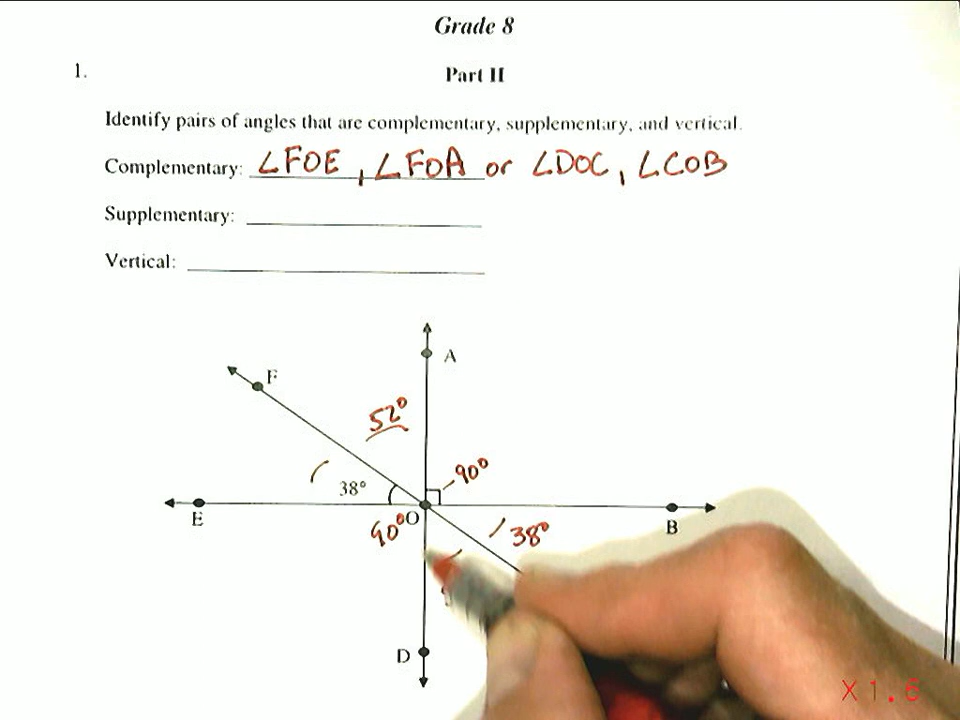 Grade 8
1.
Part II
Identify pairs of angles that are complementary, supplementary, and vertical.
Complementary: ∠FOE, ∠FOA or ∠DOC, ∠COB
Supplementary:
Vertical:
A
F
52°
90°
38°
E
O
B
90°
38°
D
X1.6